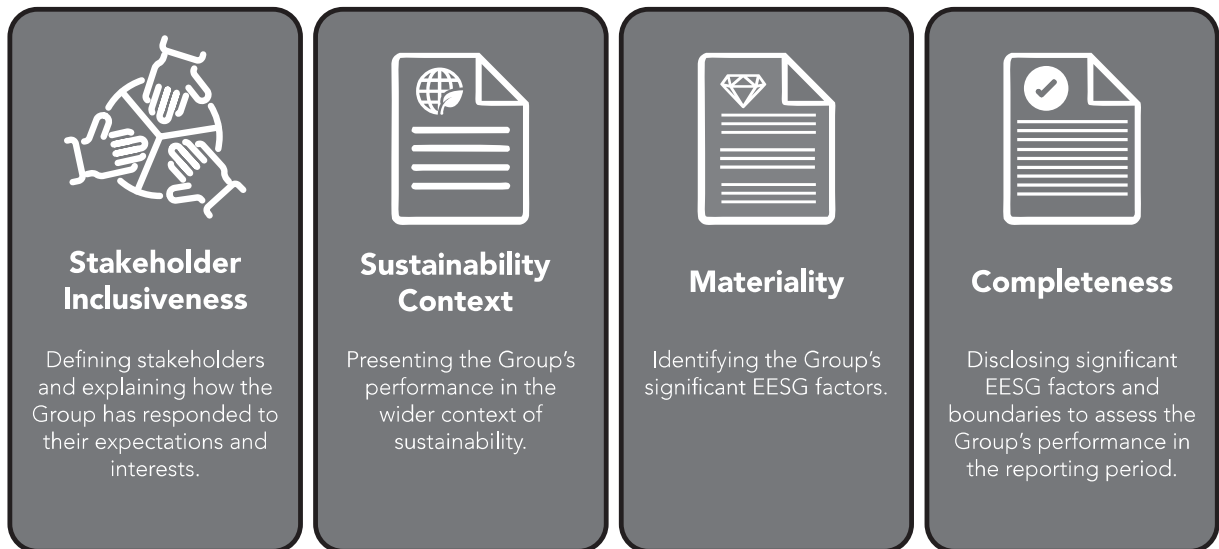 Stakeholder
Inclusiveness
Defining stakeholders
and explaining how the
Group has responded to
their expectations and
interests.
Sustainability
Context
Presenting the Group's
performance in the
wider context of
sustainability.
Materiality
Identifying the Group's
significant EESG factors.
Completeness
Disclosing significant
EESG factors and
boundaries to assess the
Group's performance in
the reporting period.